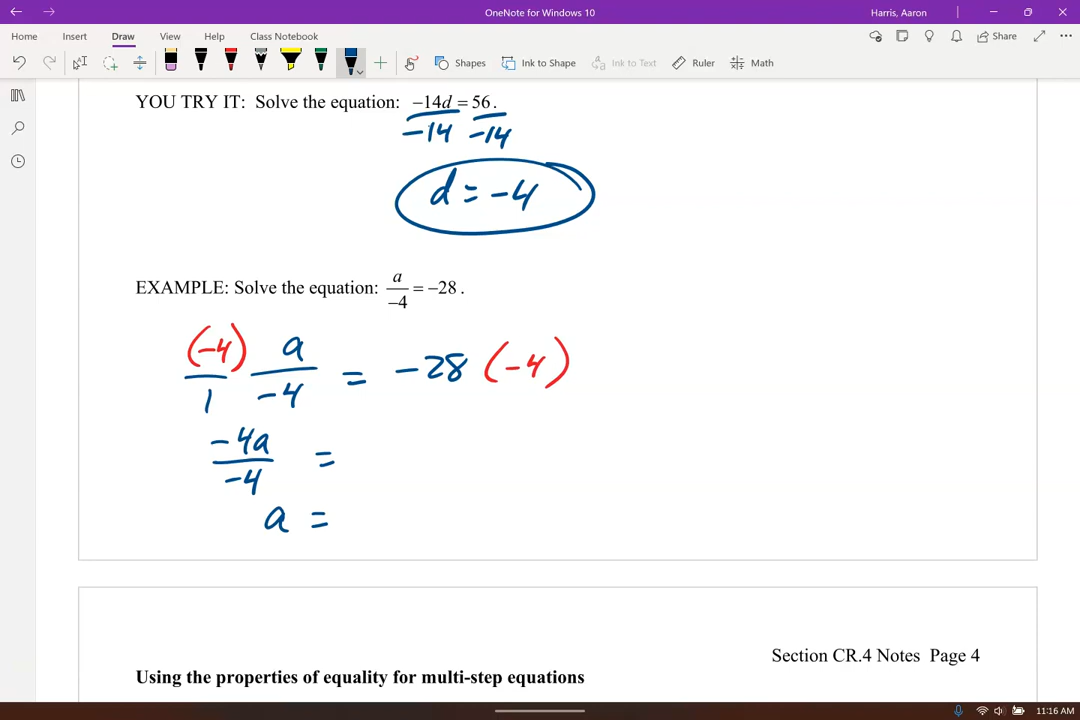 OneNote for Windows 10
Harris, Aaron
Home Insert Draw View Help Class Notebook
Share
Shapes Ink to Shape Ink to Text Ruler Math
YOU TRY IT: Solve the equation: −14d = 56.
−14 −14
d = −4
EXAMPLE: Solve the equation: a/−4 = −28.
(−4)/1 a/−4 = −28 (−4)
−4a/−4 =
a =
Section CR.4 Notes Page 4
Using the properties of equality for multi-step equations
11:16 AM